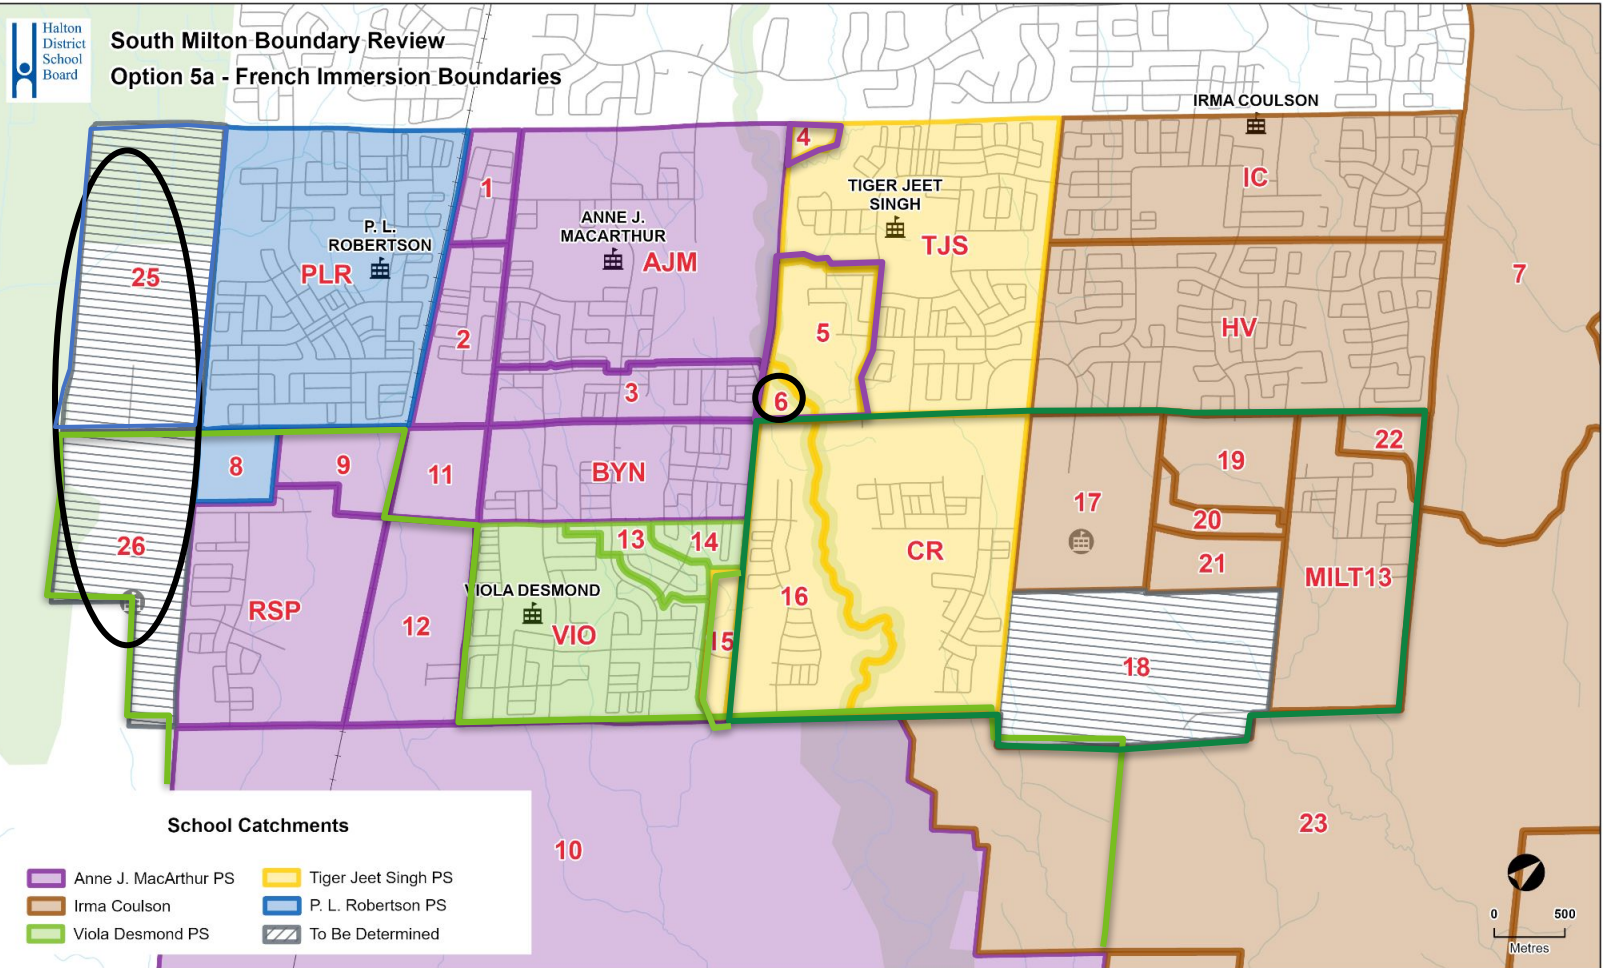 Halton
District
School
Board
South Milton Boundary Review
Option 5a - French Immersion Boundaries
IRMA COULSON
4
1
IC
TIGER JEET
SINGH
ANNE J.
MACARTHUR
P. L.
ROBERTSON
TJS
AJM
PLR
25
7
5
HV
2
3
6
22
8
9
11
BYN
19
17
20
13
14
26
CR
21
MILT13
VIOLA DESMOND
16
RSP
12
VIO
15
18
10
23
School Catchments
Anne J. MacArthur PS
Irma Coulson
Viola Desmond PS
Tiger Jeet Singh PS
P. L. Robertson PS
To Be Determined
0 500
Metres